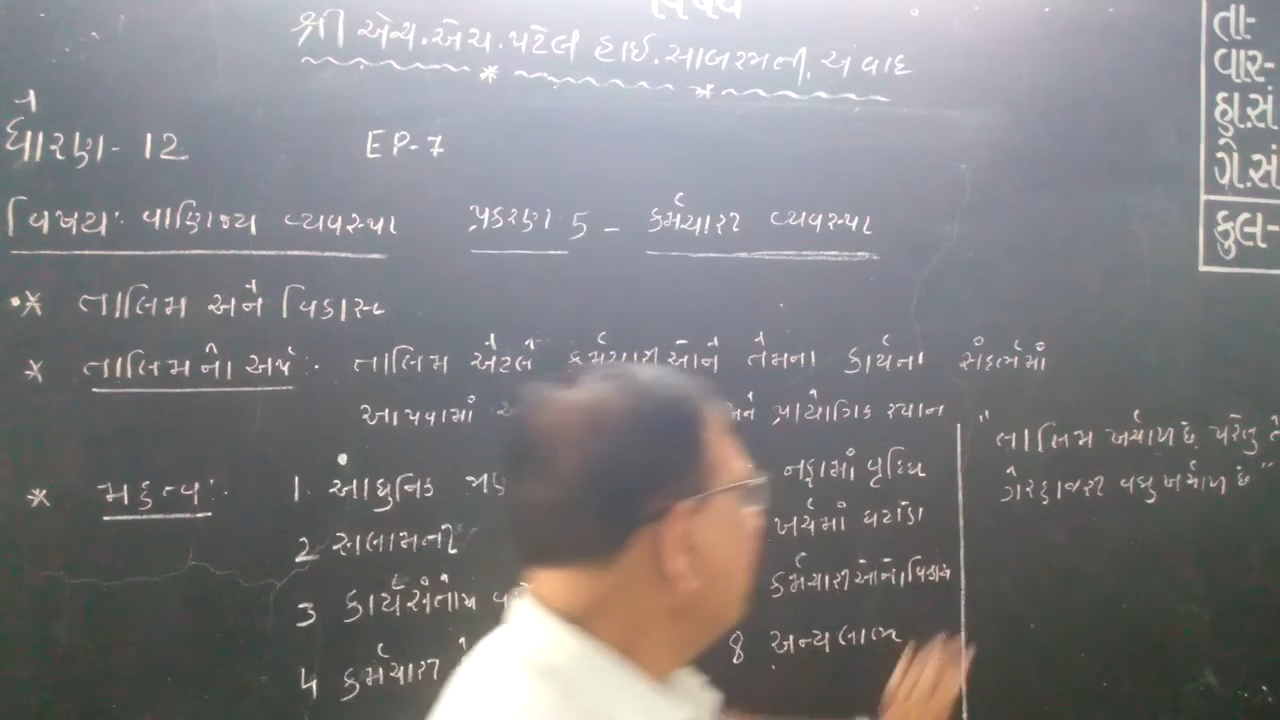 વિષય
શ્રી એચ.એચ.પટેલ હાઈ.સાબરમતી,
તા-
વાર-
હા.સં
ગે.સં
કુલ-
ધોરણ-12 EP-7
વિષય: વાણિજ્ય વ્યવસ્થા પ્રકરણ 5 - કર્મચારી વ્યવસ્થા
* તાલિમ અને વિકાસ
* તાલિમનો અર્થ:- તાલિમ એટલે કર્મચારીઓને તેમના કાર્યના સંદર્ભમાં
આપવામાં પ્રાયોગિક
"તાલિમ ખર્ચાળ છે પરંતુ
ગેરહાજરી વધુ ખર્ચાળ છે"
* મહત્વ:-
1. આધુનિક
2 સલામતી
3 કાર્યસંતોષ
4 કર્મચારી
નફામાં વૃધ્ધિ
ખર્ચમાં ઘટાડો
કર્મચારીઓનો વિકાસ
8 અન્ય લાભ